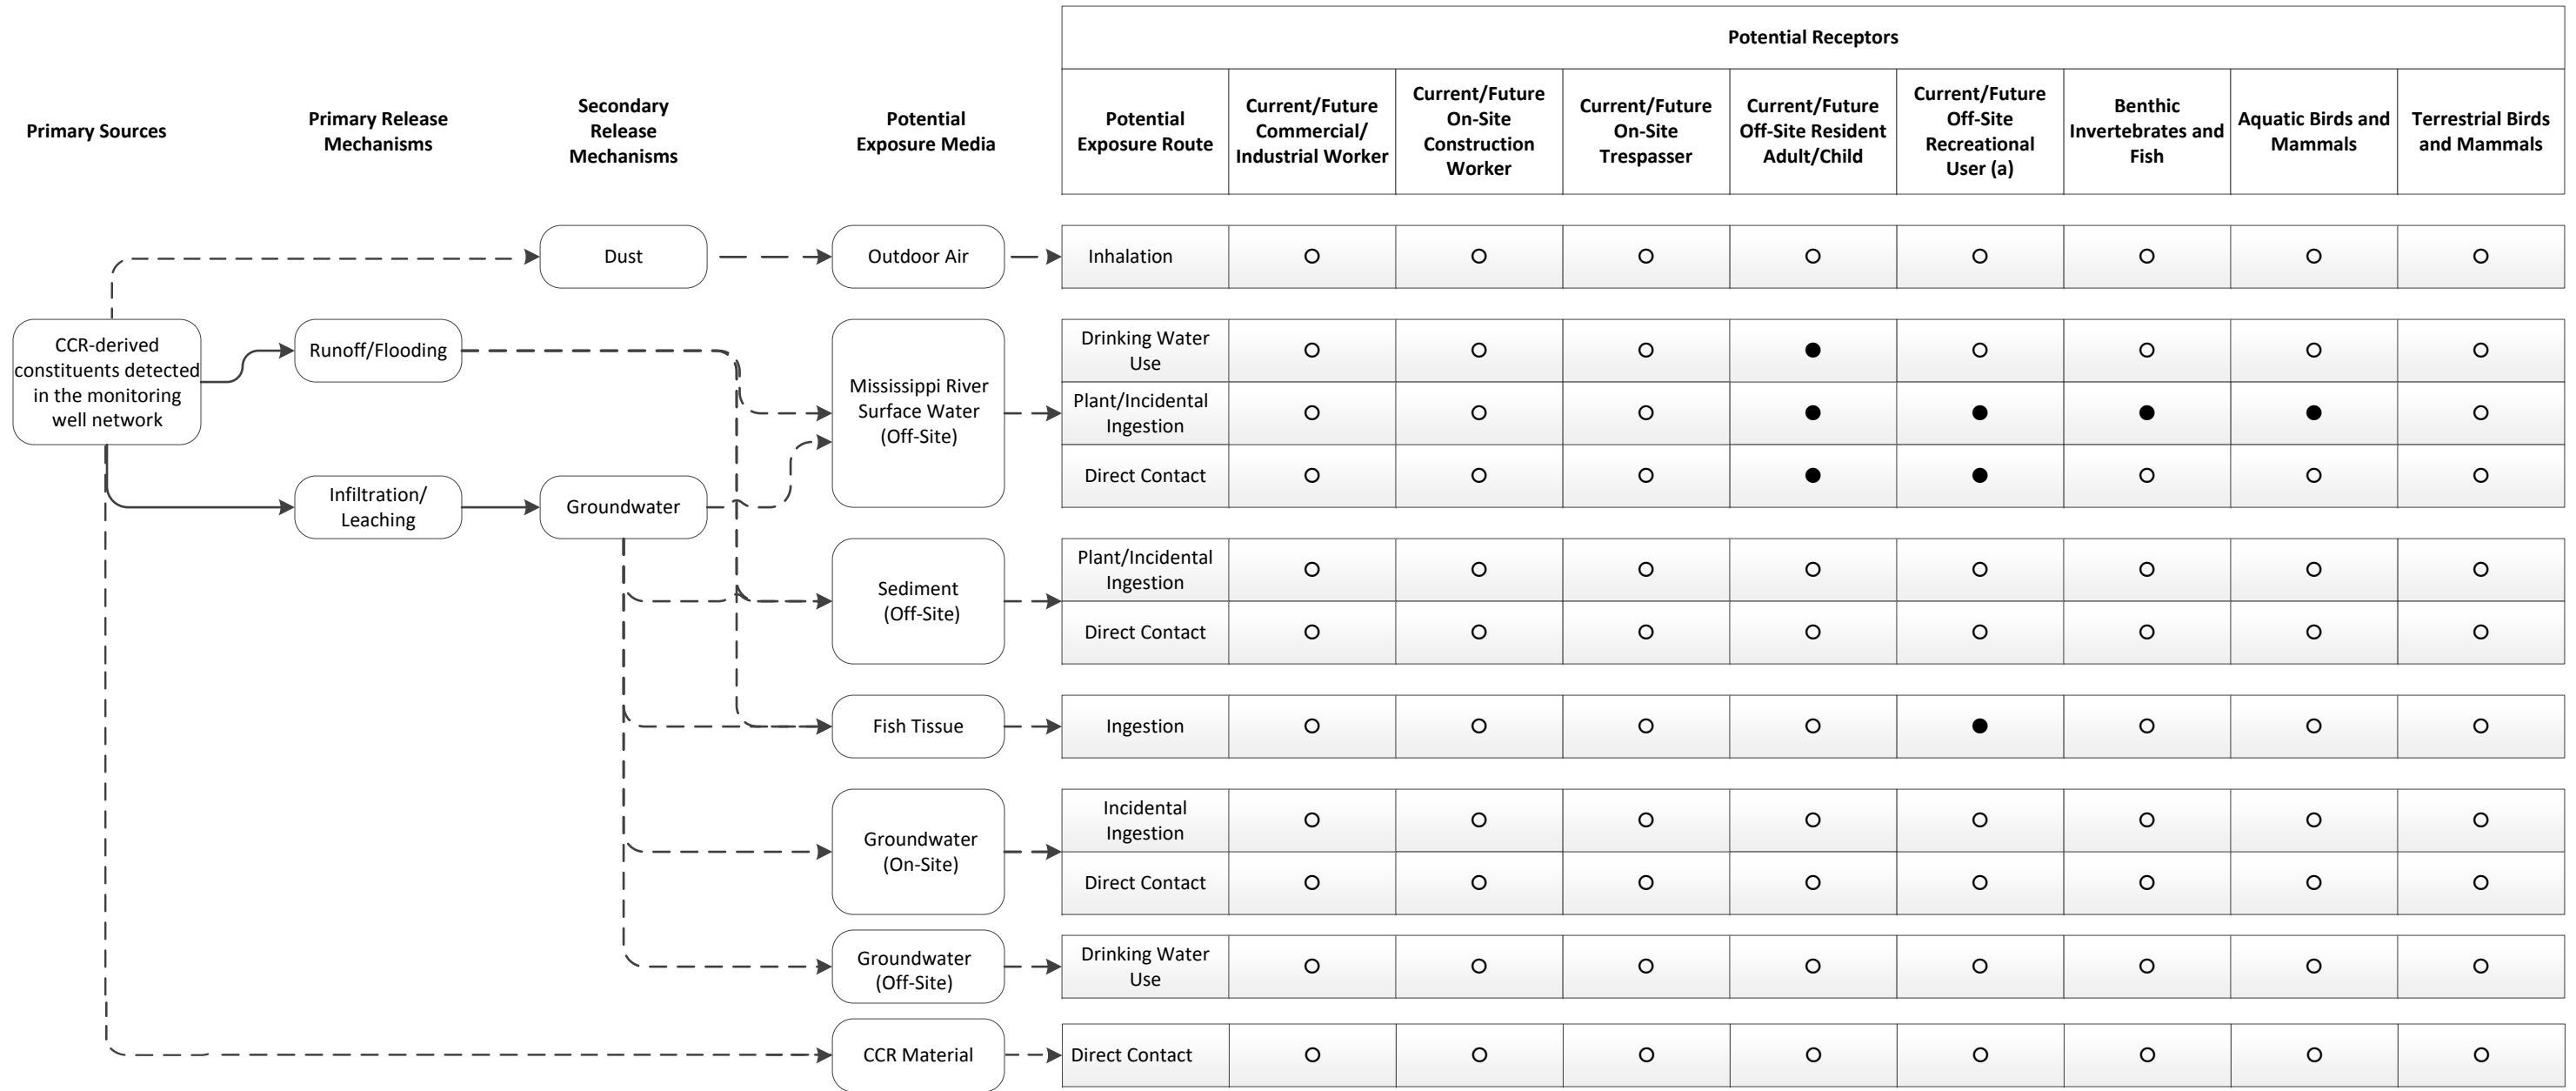 Potential Receptors
Primary Sources
Primary Release
Mechanisms
Secondary
Release
Mechanisms
Potential
Exposure Media
Potential
Exposure Route
Current/Future
Commercial/
Industrial Worker
Current/Future
On-Site
Construction
Worker
Current/Future
On-Site
Trespasser
Current/Future
Off-Site Resident
Adult/Child
Current/Future
Off-Site
Recreational
User (a)
Benthic
Invertebrates and
Fish
Aquatic Birds and
Mammals
Terrestrial Birds
and Mammals
Dust
Outdoor Air
Inhalation
CCR-derived
constituents detected
in the monitoring
well network
Runoff/Flooding
Mississippi River
Surface Water
(Off-Site)
Drinking Water
Use
Plant/Incidental
Ingestion
Direct Contact
Infiltration/
Leaching
Groundwater
Sediment
(Off-Site)
Plant/Incidental
Ingestion
Direct Contact
Fish Tissue
Ingestion
Groundwater
(On-Site)
Incidental
Ingestion
Direct Contact
Groundwater
(Off-Site)
Drinking Water
Use
CCR Material
Direct Contact